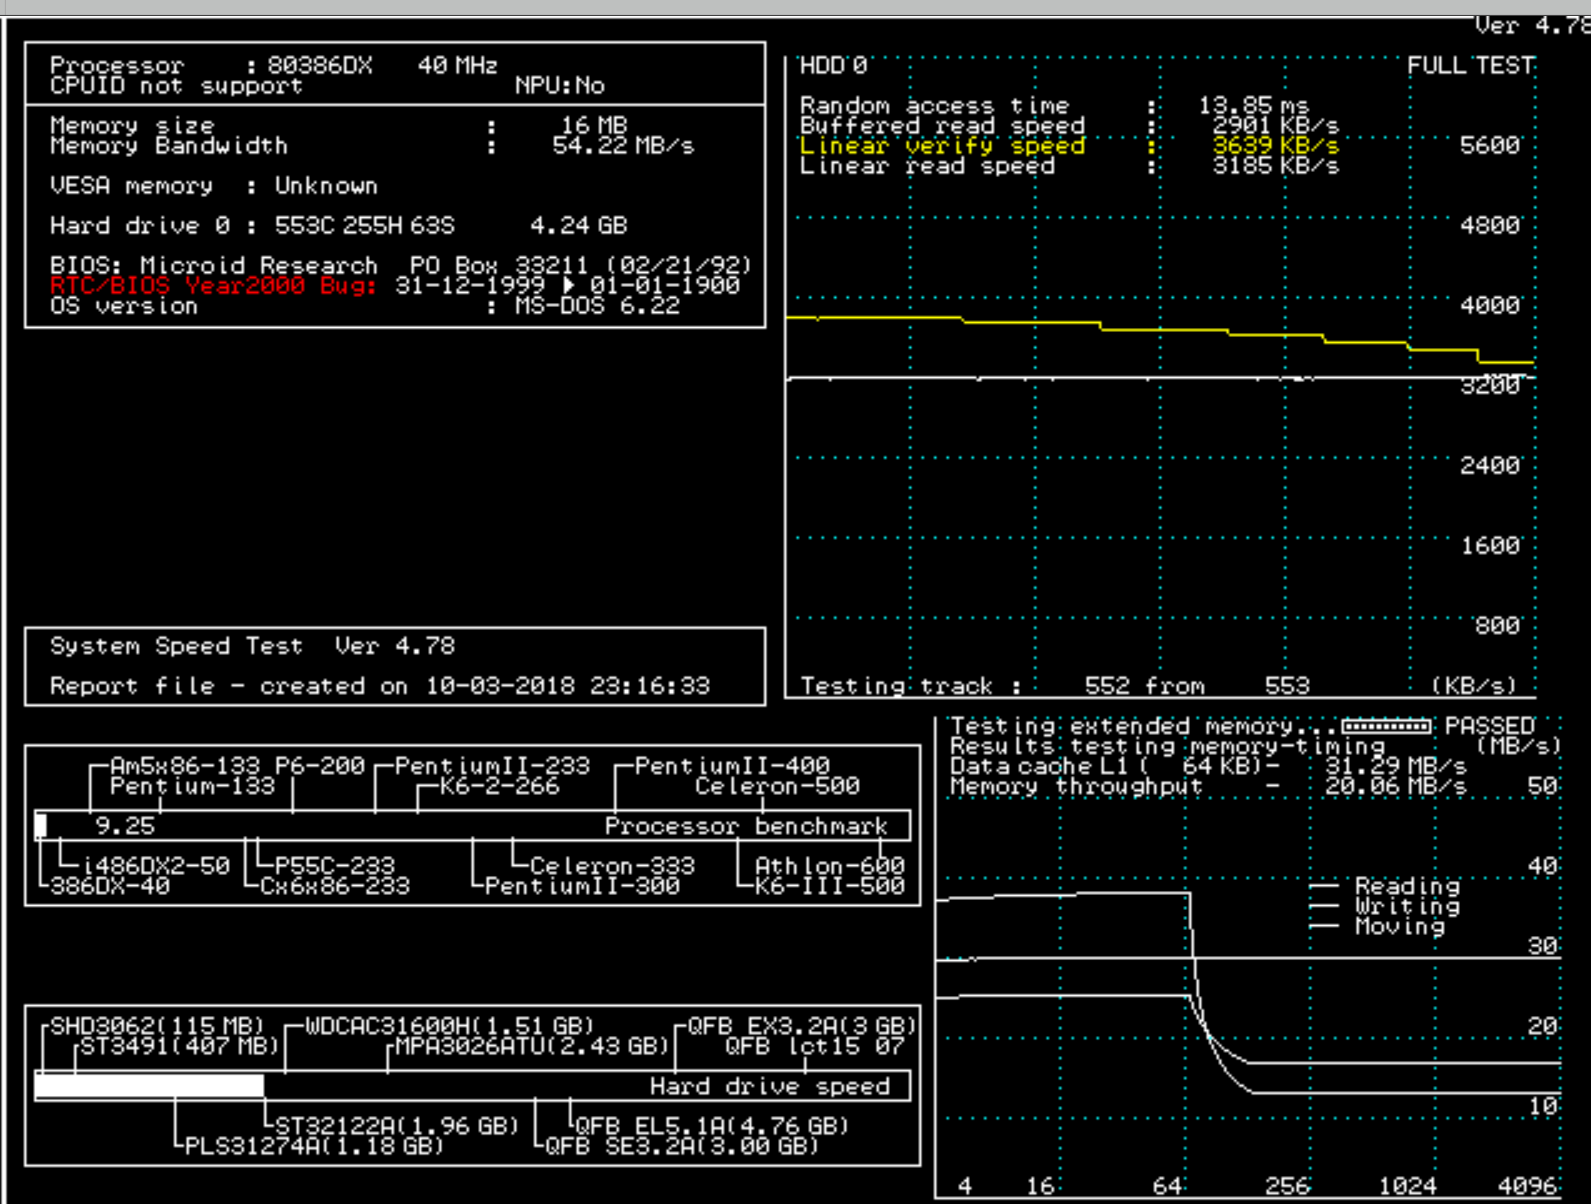 Ver 4.78
Processor : 80386DX 40 MHz
CPUID not support NPU:No
Memory size : 16 MB
Memory Bandwidth : 54.22 MB/s
VESA memory : Unknown
Hard drive 0 : 553C 255H 63S 4.24 GB
BIOS: Microid Research PO Box 33211 (02/21/92)
RTC/BIOS Year2000 Bug: 31-12-1999 ► 01-01-1900
OS version : MS-DOS 6.22
HDD 0 FULL TEST
Random access time : 13.85 ms
Buffered read speed : 2901 KB/s
Linear verify speed : 3639 KB/s
Linear read speed : 3185 KB/s
5600
4800
4000
3200
2400
1600
800
Testing track : 552 from 553 (KB/s)
System Speed Test Ver 4.78
Report file - created on 10-03-2018 23:16:33
Am5x86-133 P6-200 PentiumII-233 PentiumII-400
Pentium-133 K6-2-266 Celeron-500
9.25 Processor benchmark
i486DX2-50 P55C-233 Celeron-333 Athlon-600
386DX-40 Cx6x86-233 PentiumII-300 K6-III-500
SHD3062(115 MB) WDCAC31600H(1.51 GB) QFB EX3.2A(3 GB)
ST3491(407 MB) MPA3026ATU(2.43 GB) QFB lct15 07
Hard drive speed
ST32122A(1.96 GB) QFB EL5.1A(4.76 GB)
PLS31274A(1.18 GB) QFB SE3.2A(3.00 GB)
Testing extended memory... PASSED
Results testing memory-timing (MB/s)
Data cache L1 ( 64 KB)- 31.29 MB/s
Memory throughput - 20.06 MB/s 50
40
Reading
Writing
Moving
30
20
10
4 16 64 256 1024 4096